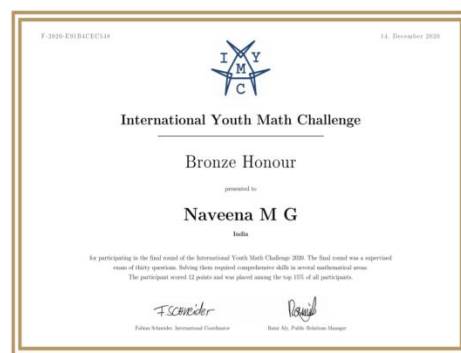 F-2020-E91B4CEC548
14. December 2020
I Y
M
C
International Youth Math Challenge
Bronze Honour
presented to
Naveena M G
India
for participating in the final round of the International Youth Math Challenge 2020. The final round was a supervised
exam of thirty questions. Solving them required comprehensive skills in several mathematical areas.
The participant scored 12 points and was placed among the top 15% of all participants.
F. Schneider
Fabian Schneider, International Coordinator
Rami Aly, Public Relations Manager